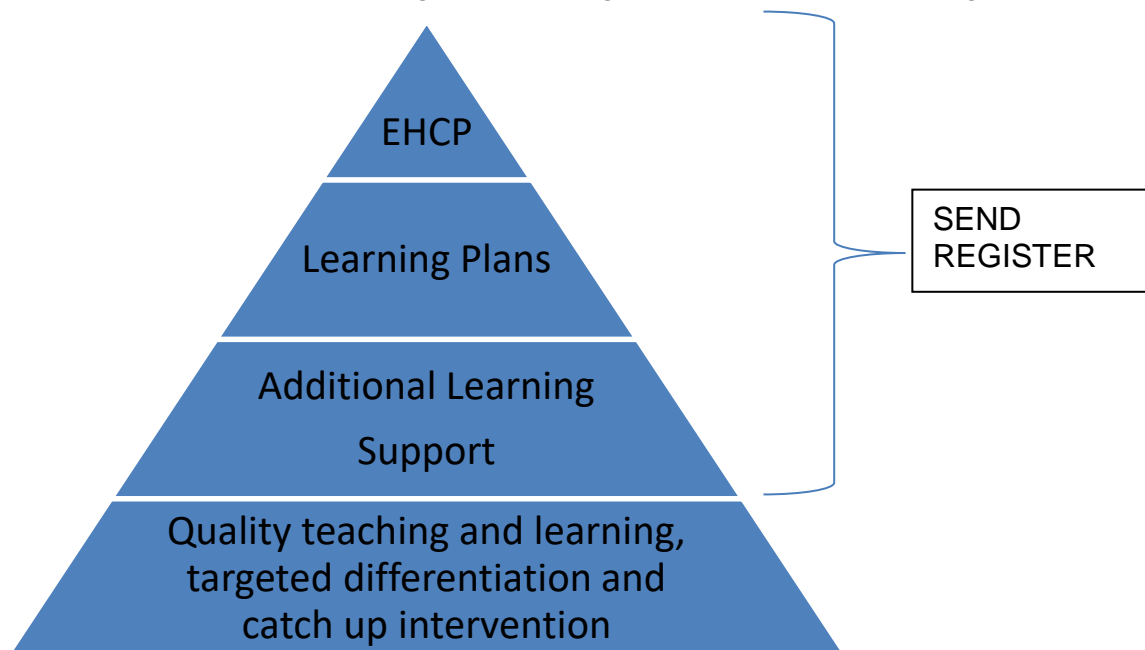 EHCP
Learning Plans
Additional Learning
Support
Quality teaching and learning,
targeted differentiation and
catch up intervention
SEND
REGISTER